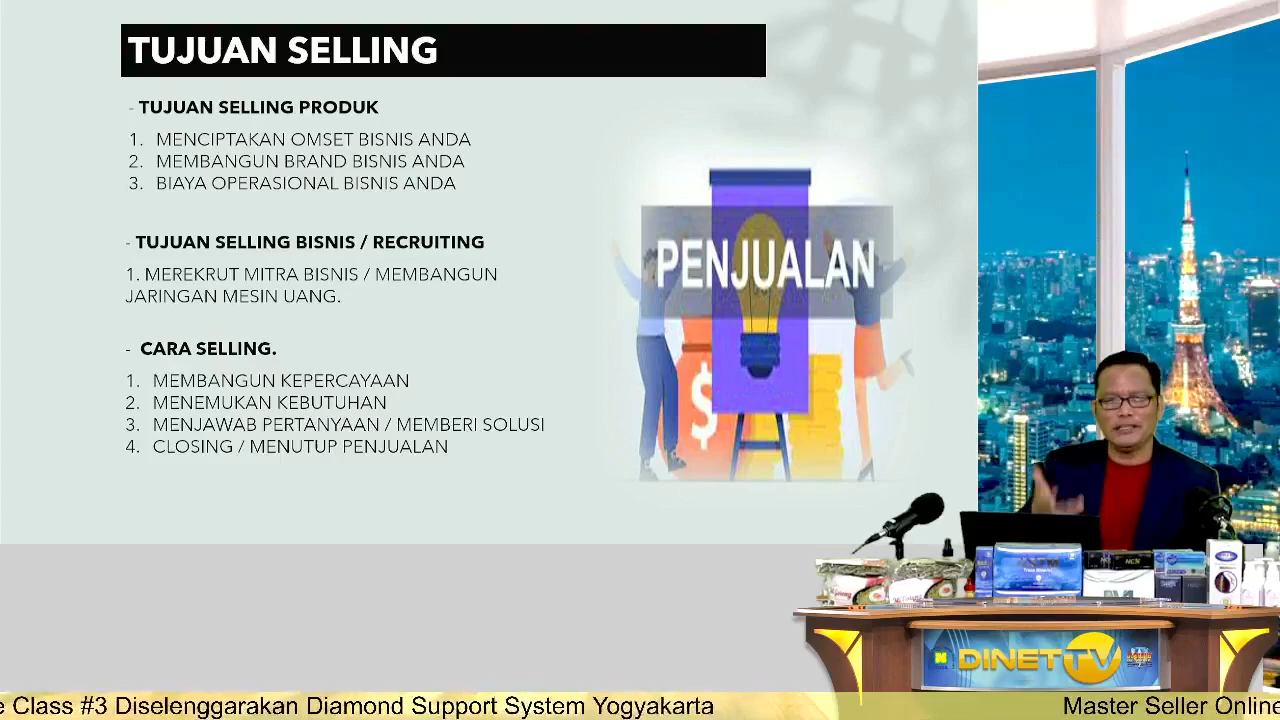 TUJUAN SELLING
- TUJUAN SELLING PRODUK
1. MENCIPTAKAN OMSET BISNIS ANDA
2. MEMBANGUN BRAND BISNIS ANDA
3. BIAYA OPERASIONAL BISNIS ANDA
- TUJUAN SELLING BISNIS / RECRUITING
1. MEREKRUT MITRA BISNIS / MEMBANGUN
JARINGAN MESIN UANG.
- CARA SELLING.
1. MEMBANGUN KEPERCAYAAN
2. MENEMUKAN KEBUTUHAN
3. MENJAWAB PERTANYAAN / MEMBERI SOLUSI
4. CLOSING / MENUTUP PENJUALAN
PENJUALAN
$
DINET TV
e Class #3 Diselenggarakan Diamond Support System Yogyakarta
Master Seller Online